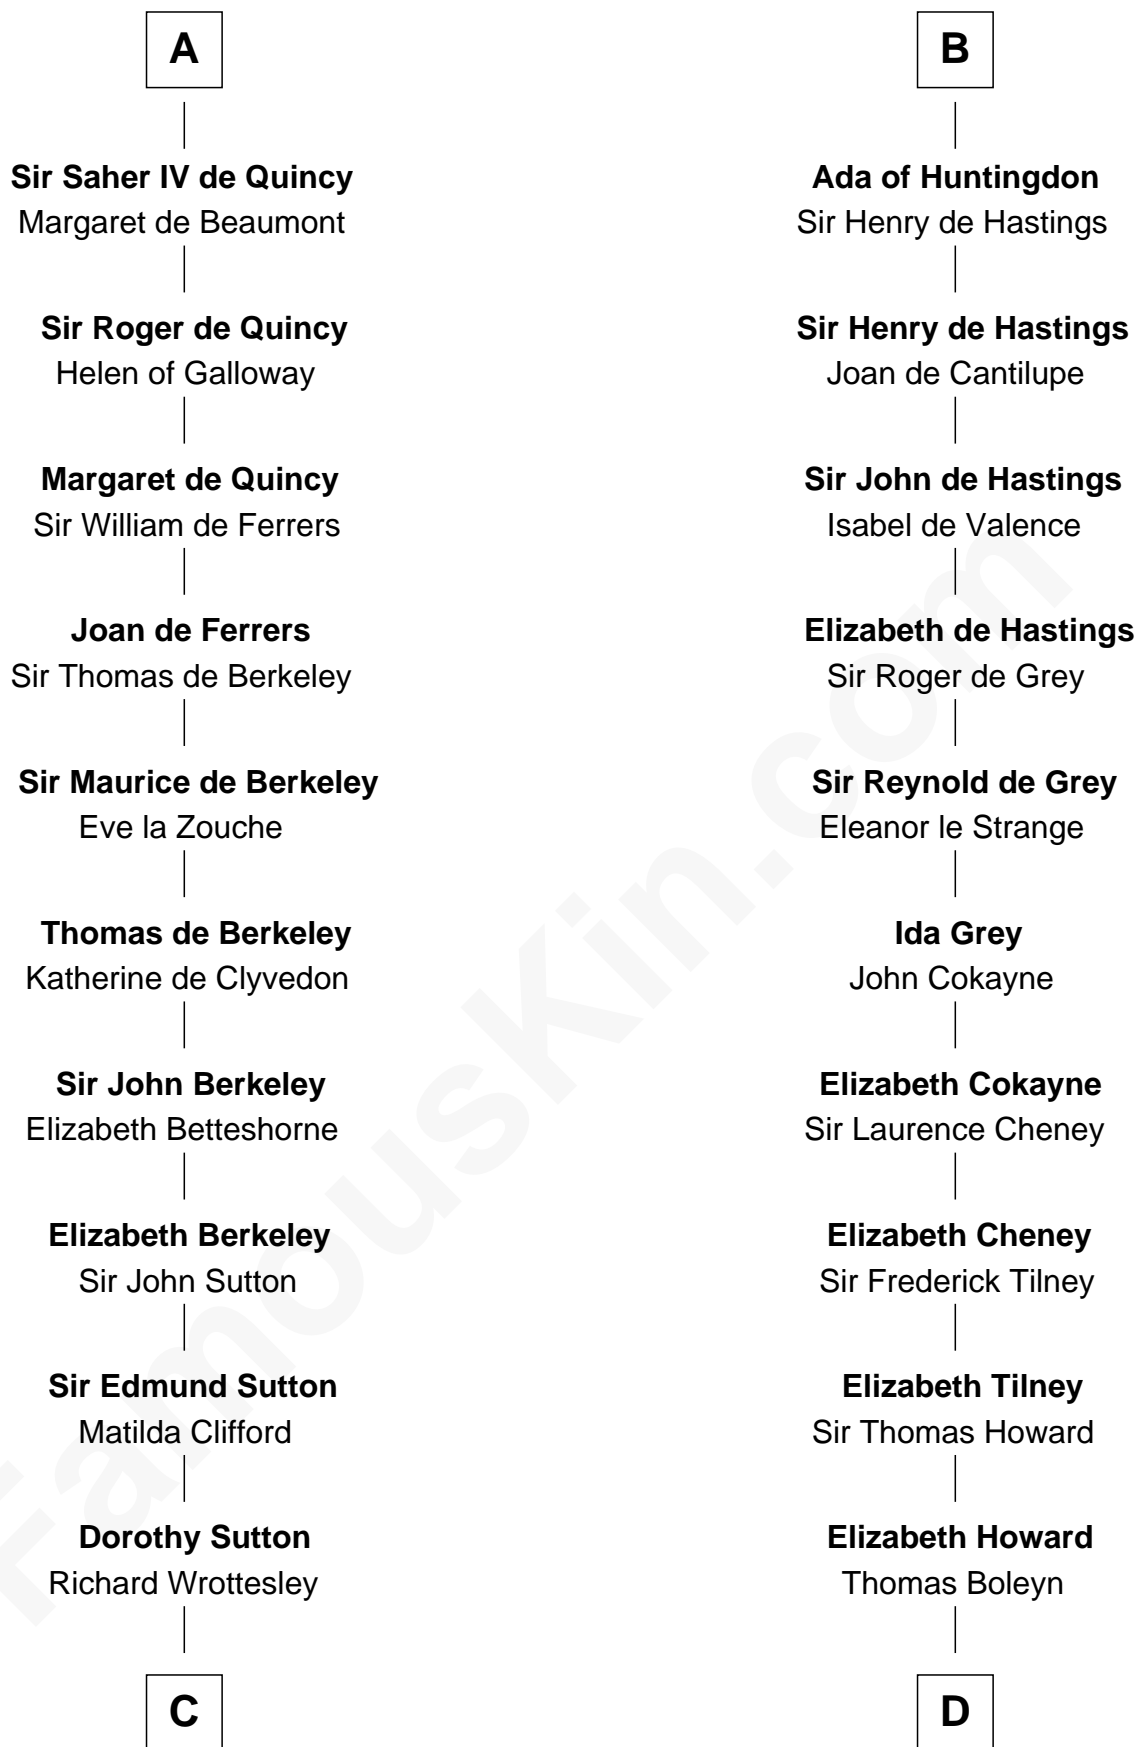 A
Sir Saher IV de Quincy
Margaret de Beaumont
Sir Roger de Quincy
Helen of Galloway
Margaret de Quincy
Sir William de Ferrers
Joan de Ferrers
Sir Thomas de Berkeley
Sir Maurice de Berkeley
Eve la Zouche
Thomas de Berkeley
Katherine de Clyvedon
Sir John Berkeley
Elizabeth Betteshorne
Elizabeth Berkeley
Sir John Sutton
Sir Edmund Sutton
Matilda Clifford
Dorothy Sutton
Richard Wrottesley
C
B
Ada of Huntingdon
Sir Henry de Hastings
Sir Henry de Hastings
Joan de Cantilupe
Sir John de Hastings
Isabel de Valence
Elizabeth de Hastings
Sir Roger de Grey
Sir Reynold de Grey
Eleanor le Strange
Ida Grey
John Cokayne
Elizabeth Cokayne
Sir Laurence Cheney
Elizabeth Cheney
Sir Frederick Tilney
Elizabeth Tilney
Sir Thomas Howard
Elizabeth Howard
Thomas Boleyn
D
FamousKin.com